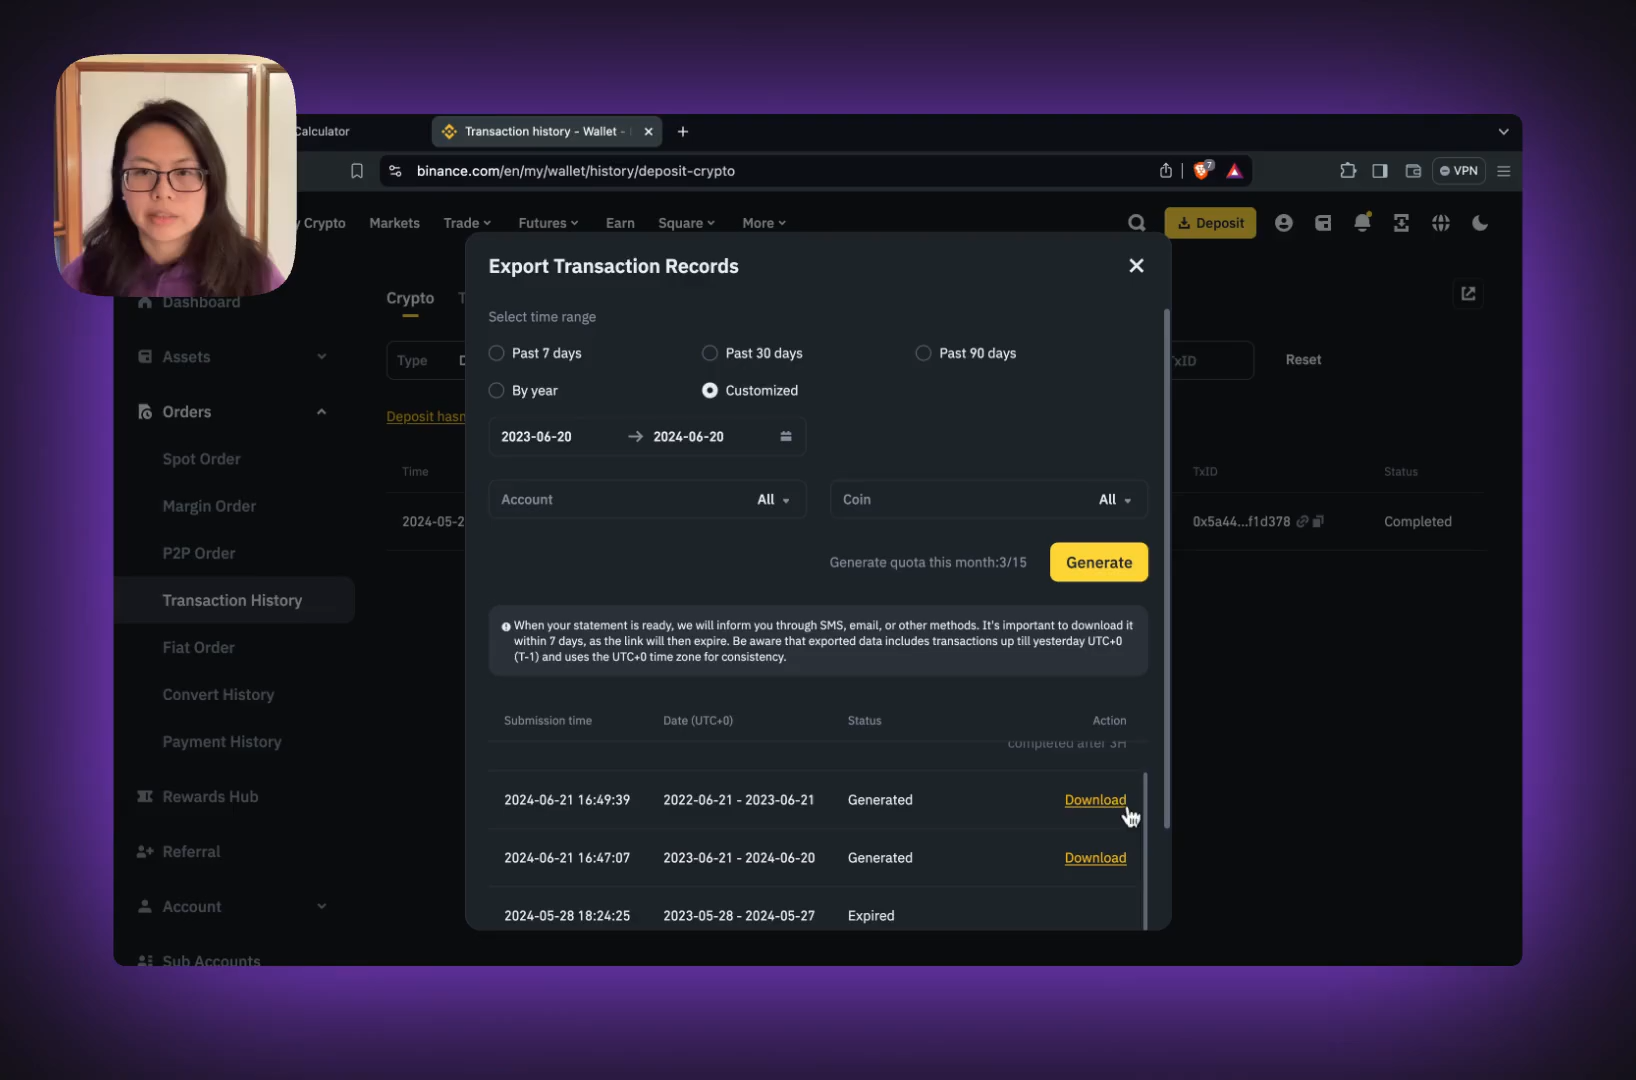 Calculator
Transaction history - Wallet -
binance.com/en/my/wallet/history/deposit-crypto
7
VPN
Crypto
Markets
Trade
Futures
Earn
Square
More
Deposit
Dashboard
Assets
Orders
Spot Order
Margin Order
P2P Order
Transaction History
Fiat Order
Convert History
Payment History
Rewards Hub
Referral
Account
Sub Accounts
Crypto
T
Type
D
TxID
Reset
Deposit hasn
Time
TxID
Status
2024-05-2
0x5a44...f1d378
Completed
Export Transaction Records
Select time range
Past 7 days
Past 30 days
Past 90 days
By year
Customized
2023-06-20 → 2024-06-20
Account All
Coin All
Generate quota this month:3/15
Generate
When your statement is ready, we will inform you through SMS, email, or other methods. It's important to download it
within 7 days, as the link will then expire. Be aware that exported data includes transactions up till yesterday UTC+0
(T-1) and uses the UTC+0 time zone for consistency.
Submission time Date (UTC+0) Status Action
completed after 3H
2024-06-21 16:49:39 2022-06-21 - 2023-06-21 Generated Download
2024-06-21 16:47:07 2023-06-21 - 2024-06-20 Generated Download
2024-05-28 18:24:25 2023-05-28 - 2024-05-27 Expired